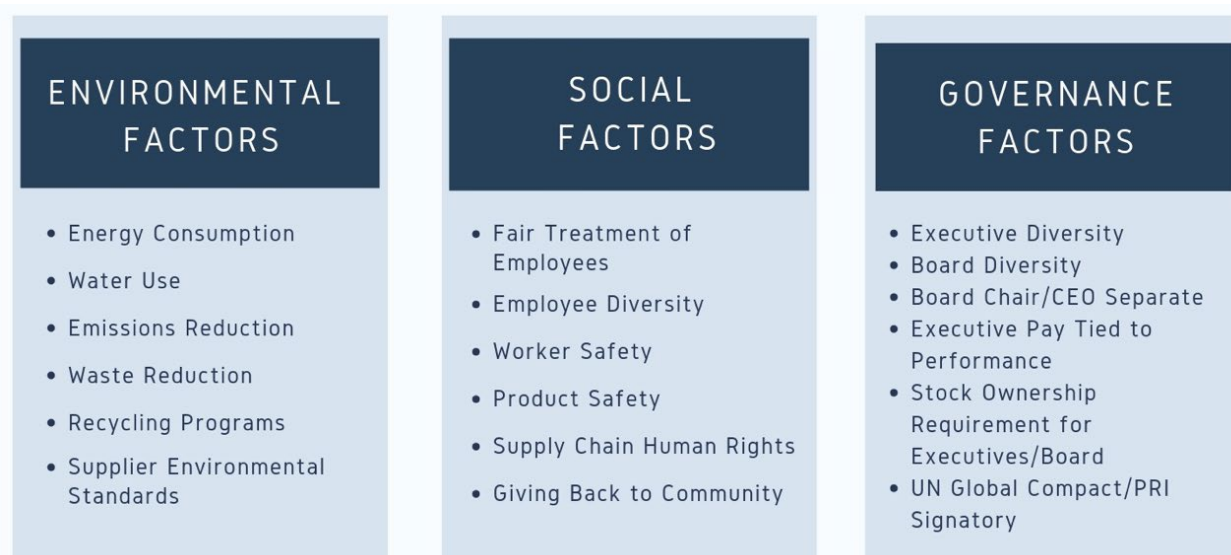 ENVIRONMENTAL
FACTORS
• Energy Consumption
• Water Use
• Emissions Reduction
• Waste Reduction
• Recycling Programs
• Supplier Environmental
Standards
SOCIAL
FACTORS
• Fair Treatment of
Employees
• Employee Diversity
• Worker Safety
• Product Safety
• Supply Chain Human Rights
• Giving Back to Community
GOVERNANCE
FACTORS
• Executive Diversity
• Board Diversity
• Board Chair/CEO Separate
• Executive Pay Tied to
Performance
• Stock Ownership
Requirement for
Executives/Board
• UN Global Compact/PRI
Signatory